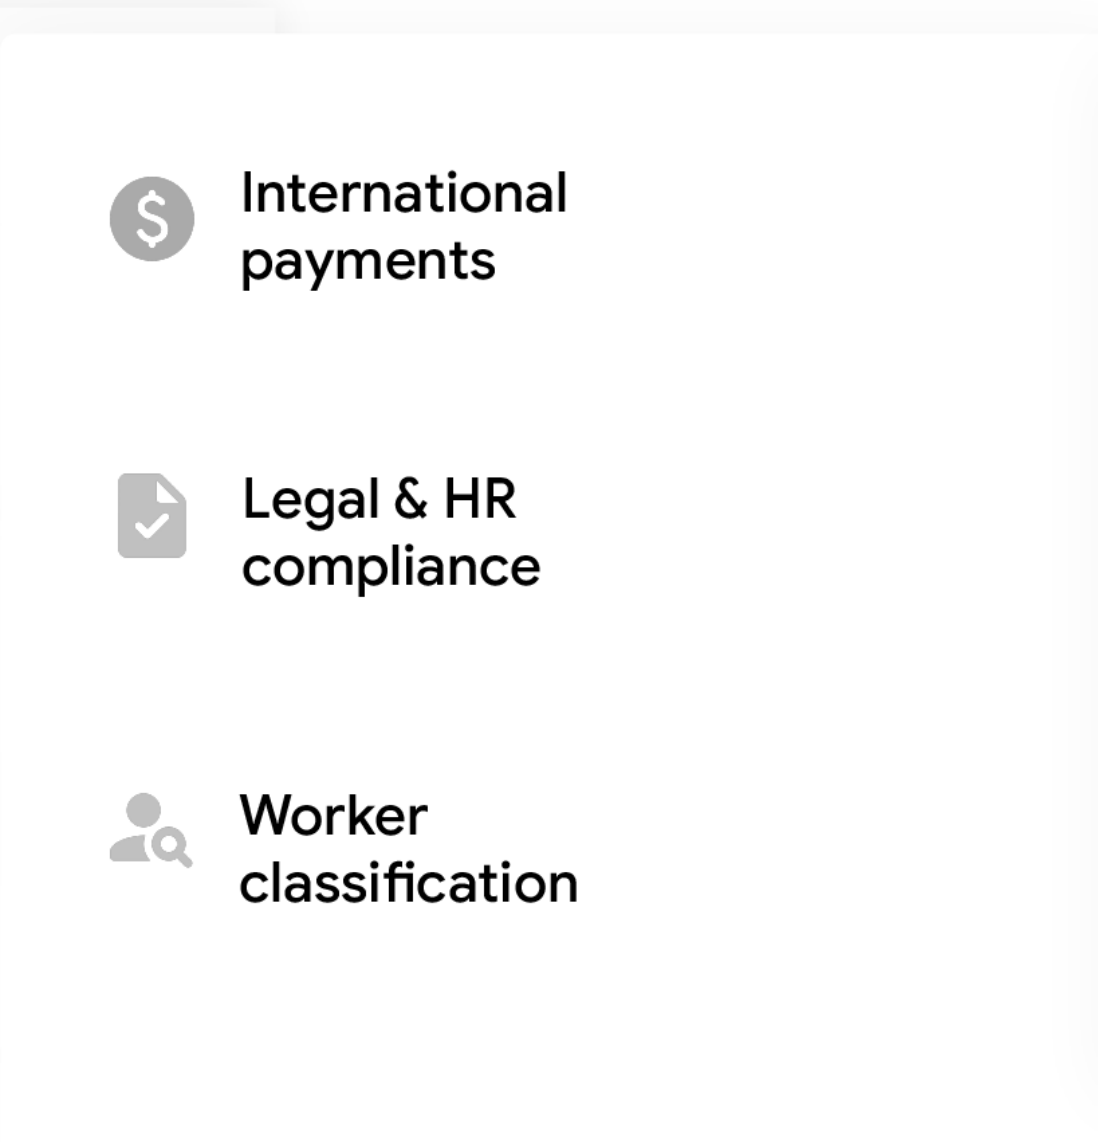 International
payments
Legal & HR
compliance
Worker
classification